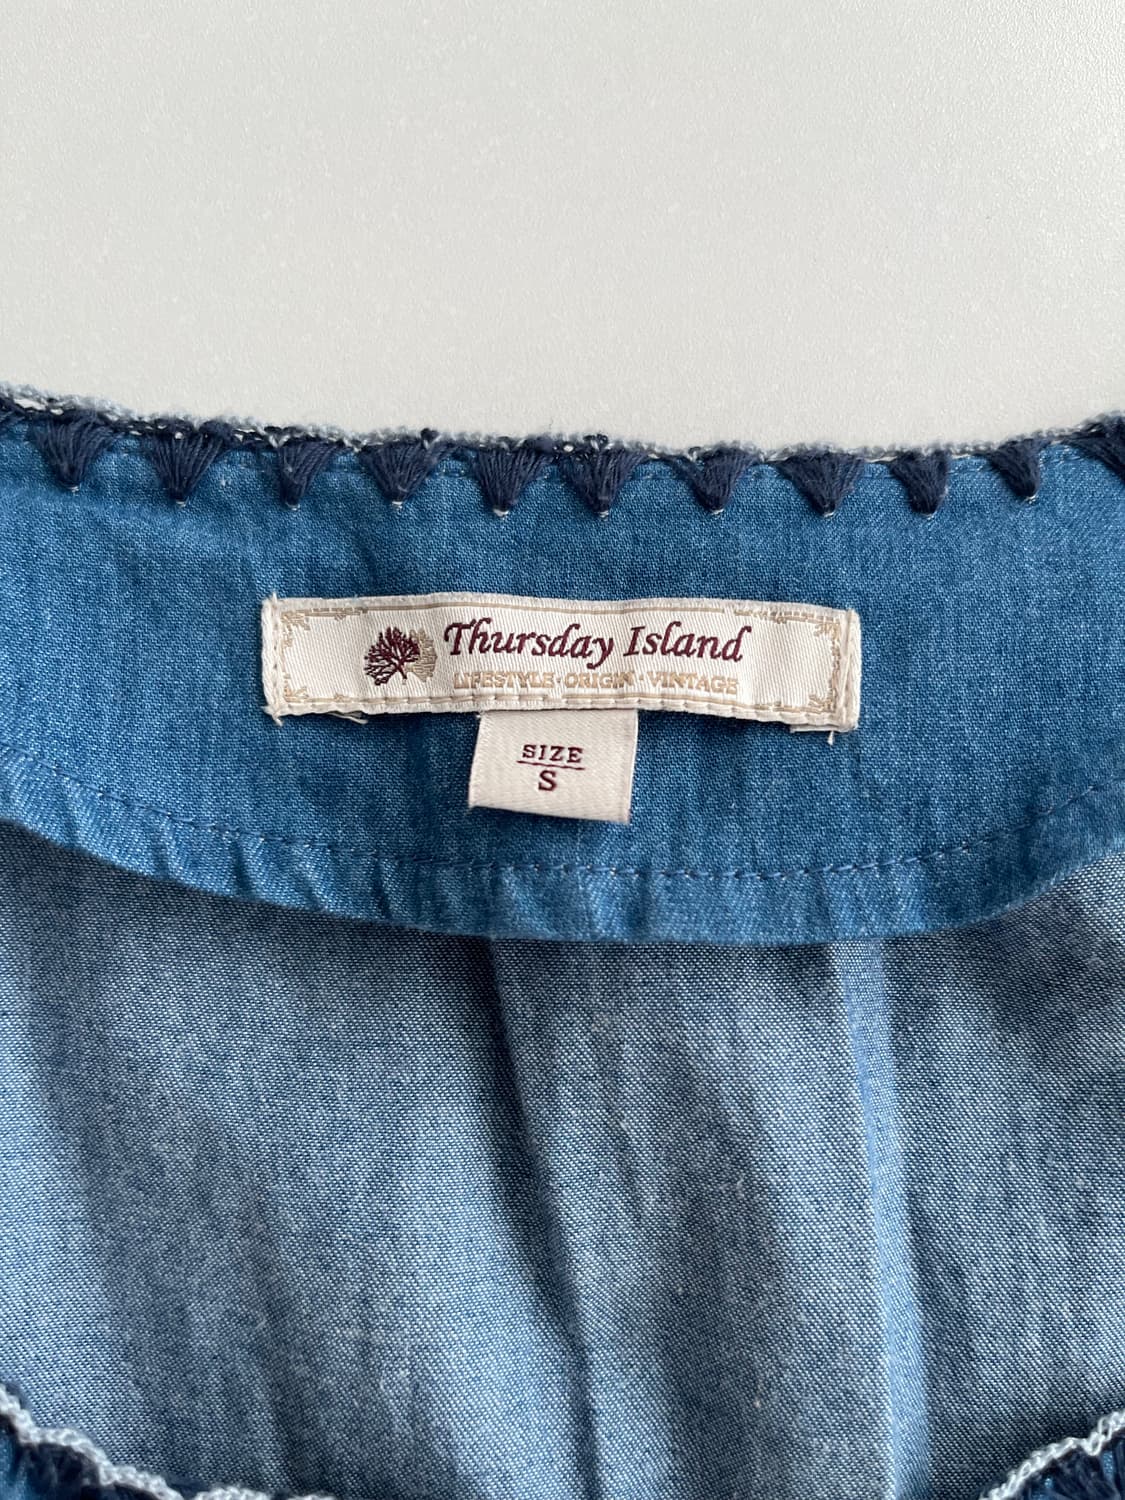 Thursday Island
LIFESTYLE · ORIGIN · VINTAGE
SIZE
S